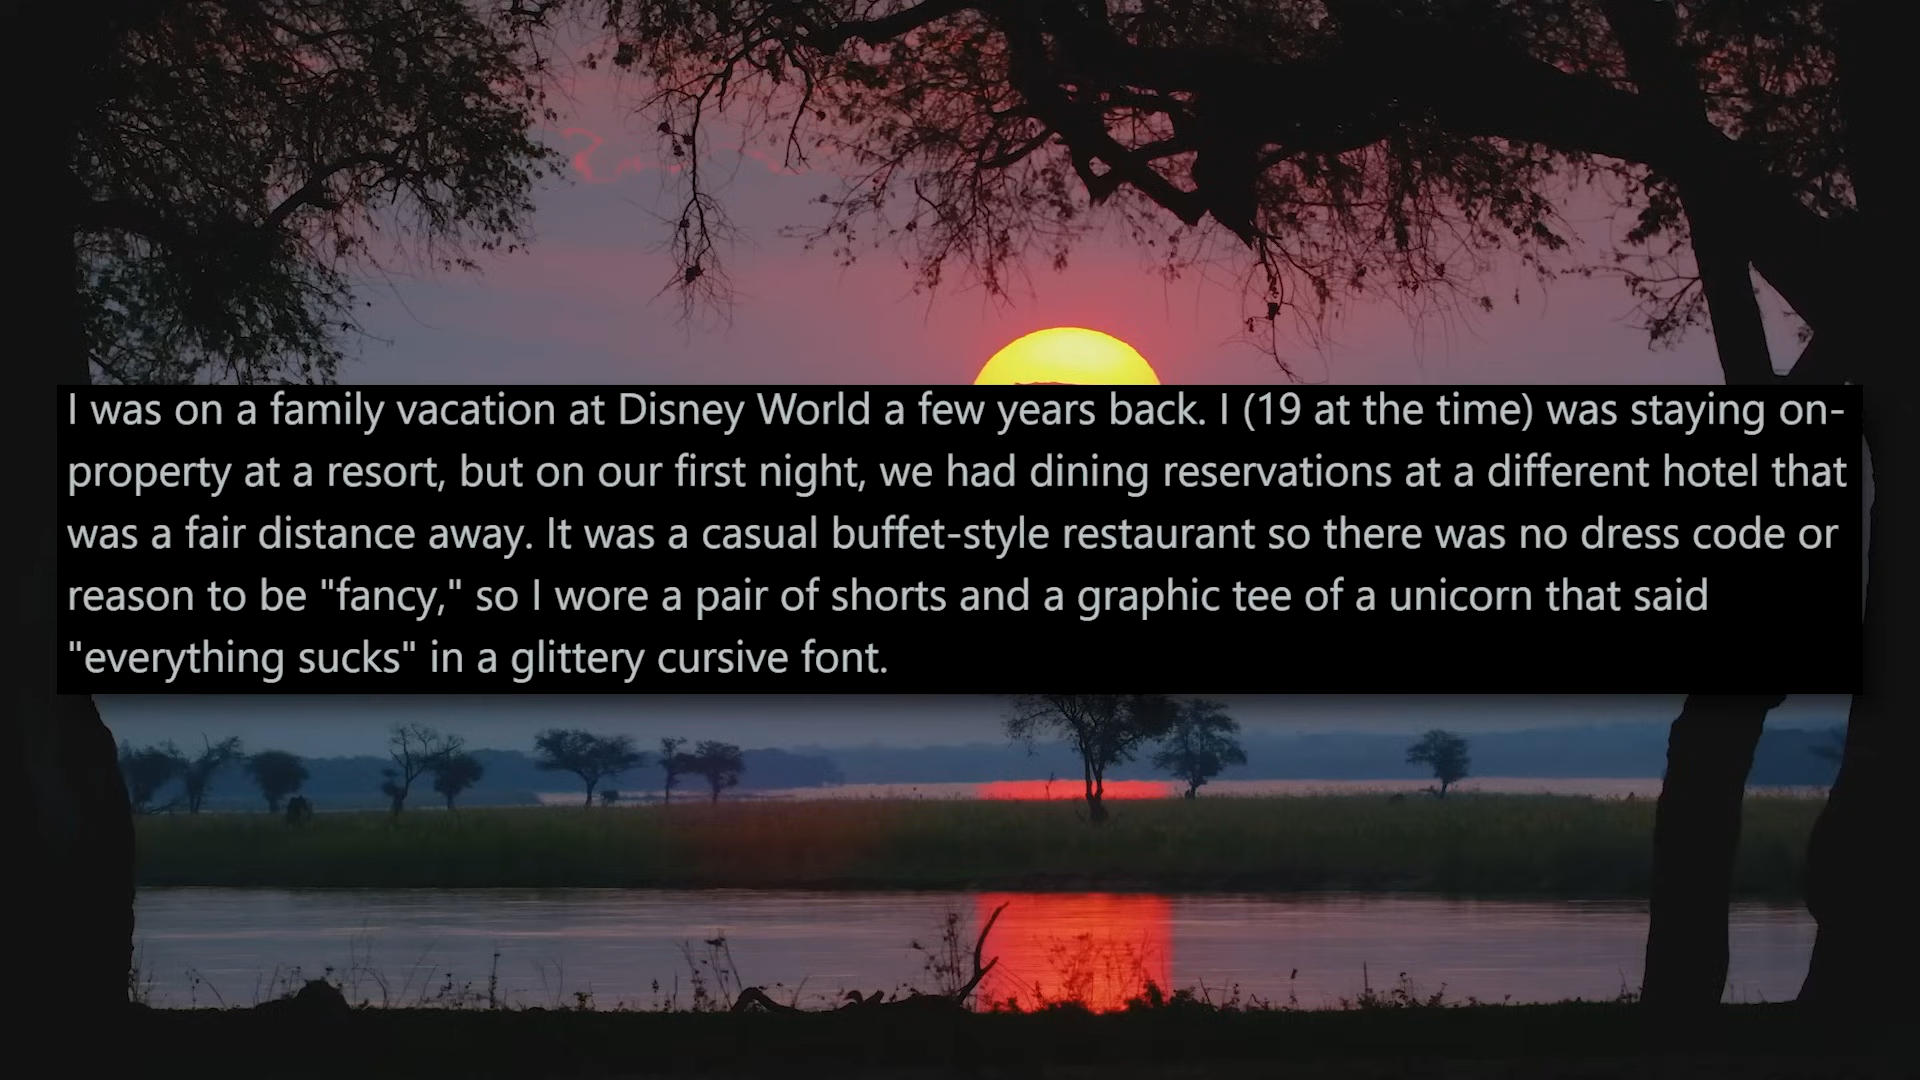 I was on a family vacation at Disney World a few years back. I (19 at the time) was staying on-
property at a resort, but on our first night, we had dining reservations at a different hotel that
was a fair distance away. It was a casual buffet-style restaurant so there was no dress code or
reason to be "fancy," so I wore a pair of shorts and a graphic tee of a unicorn that said
"everything sucks" in a glittery cursive font.